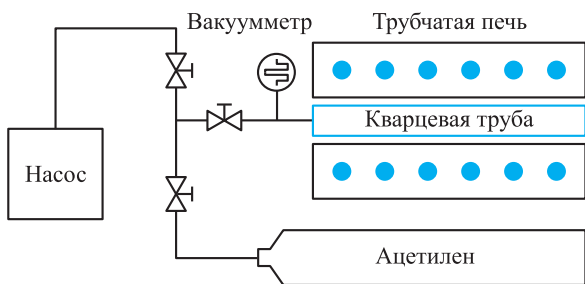 Вакуумметр
Трубчатая печь
Кварцевая труба
Насос
Ацетилен